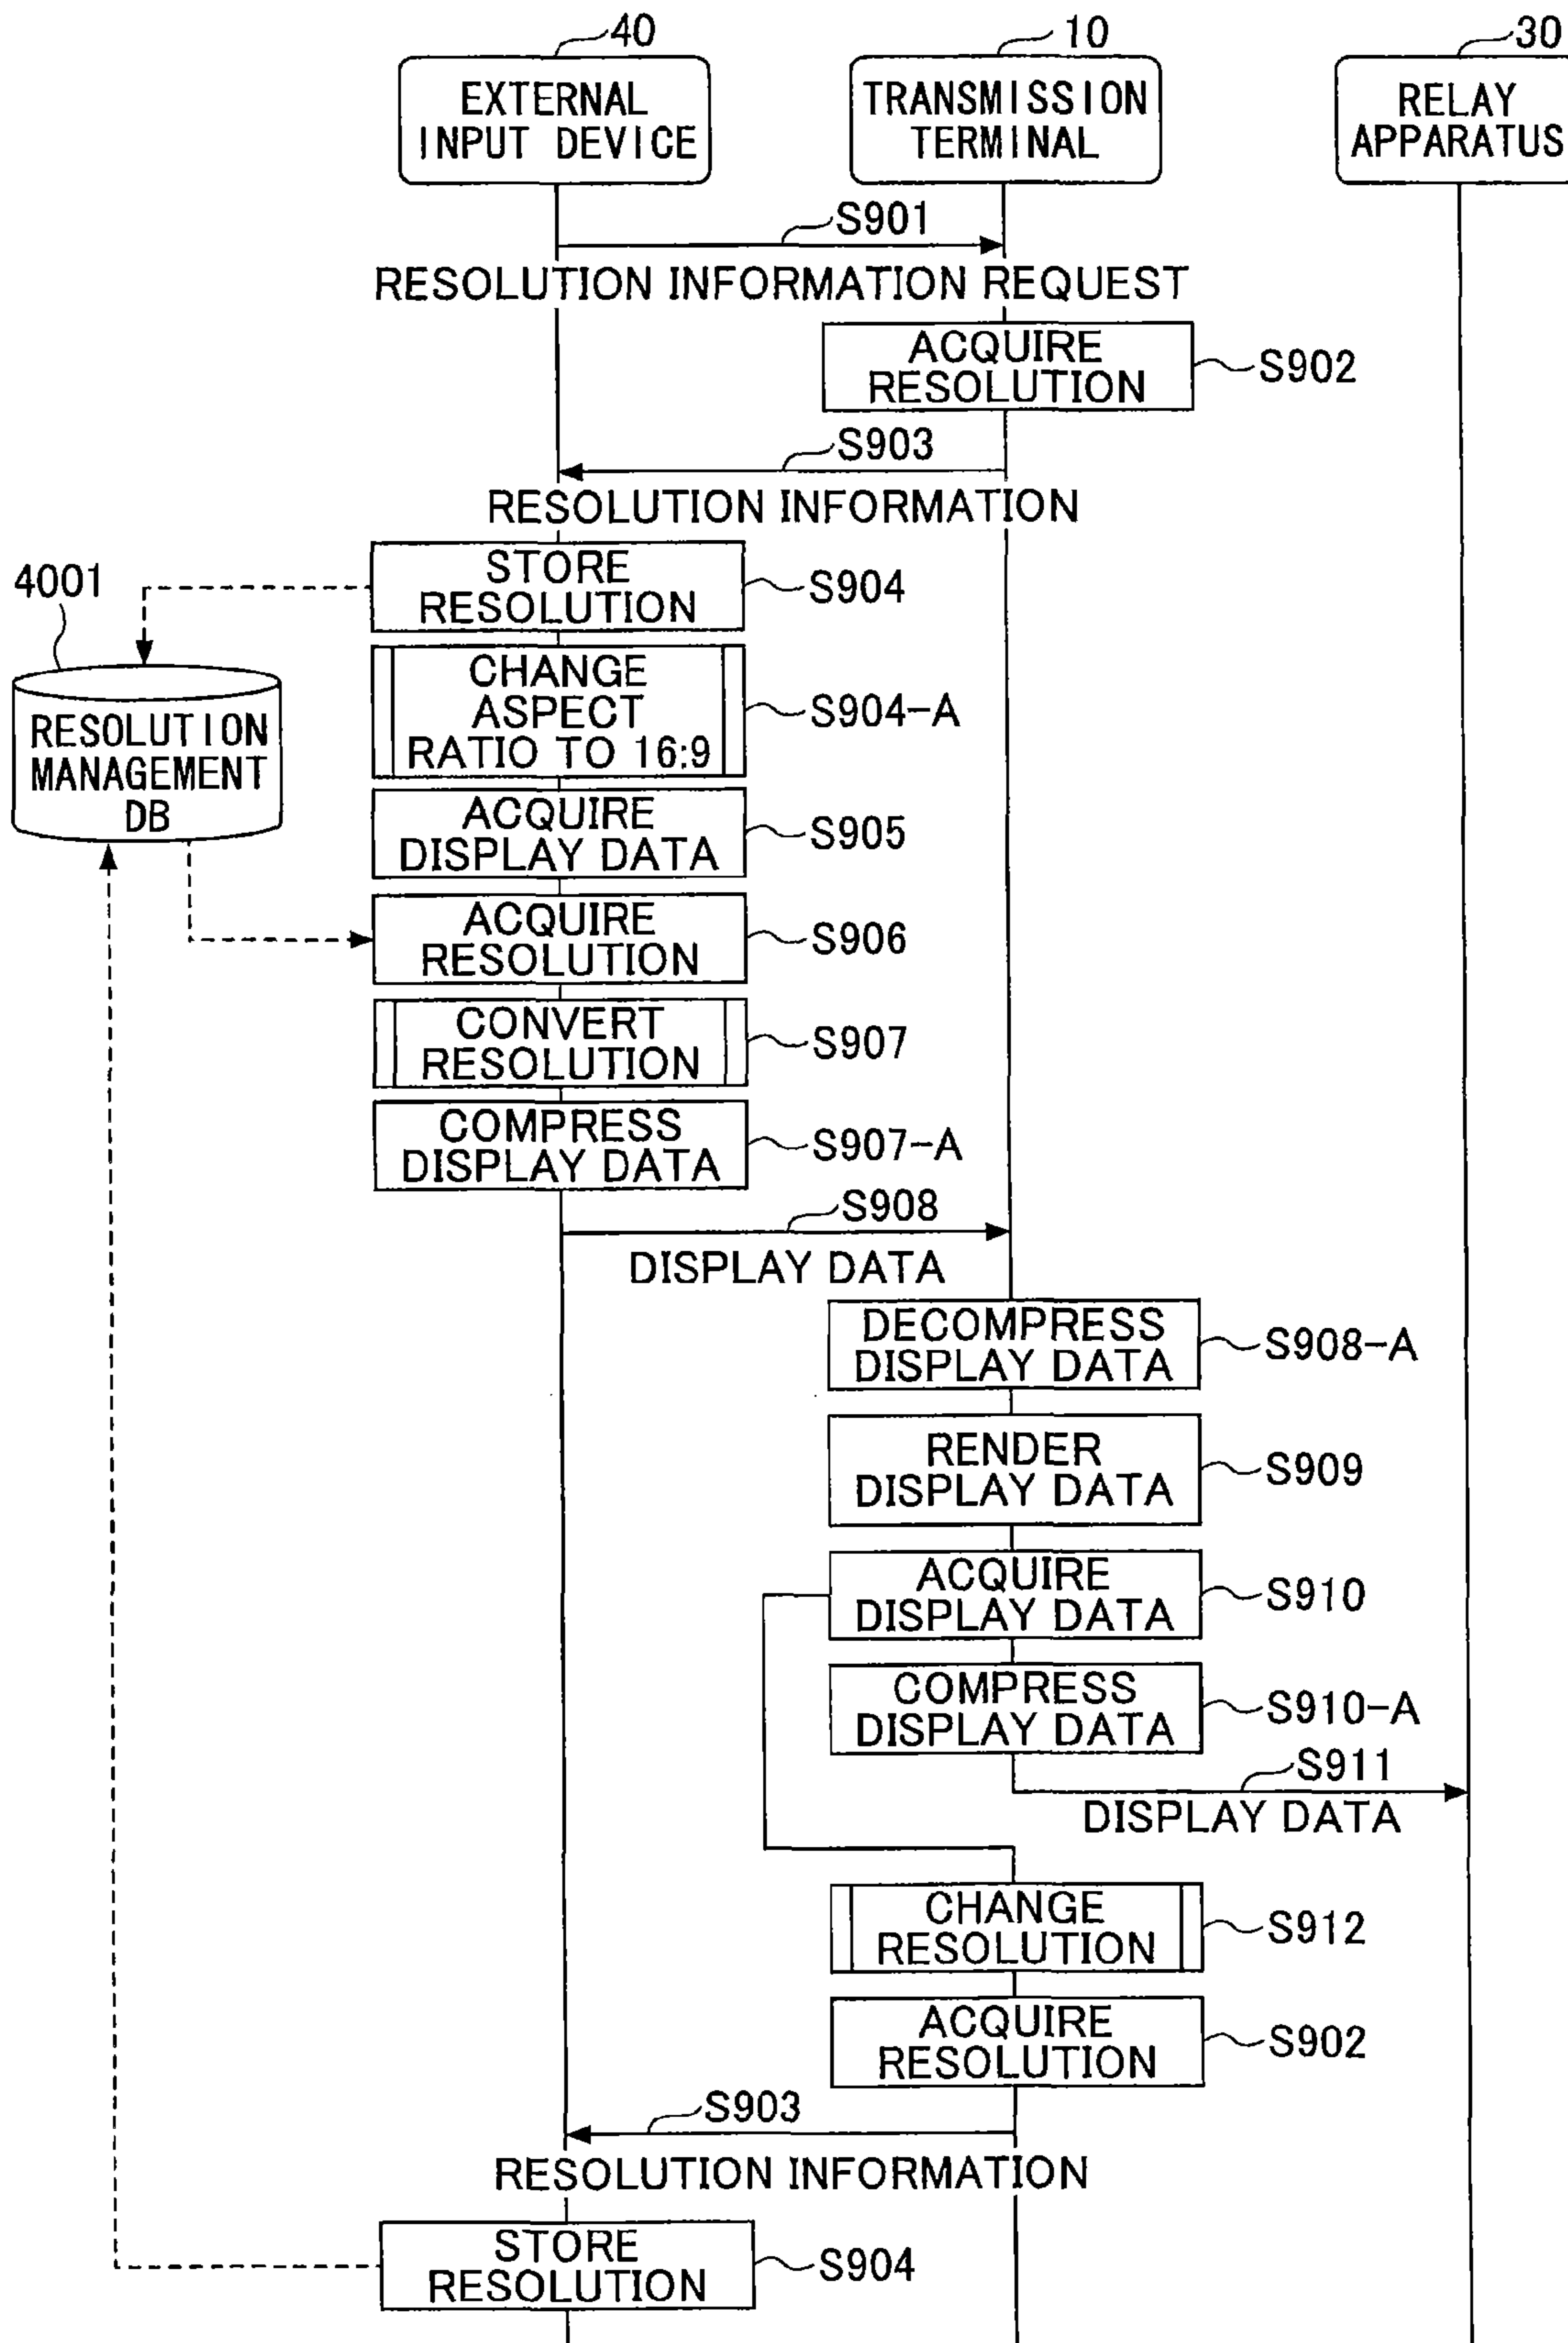 40
10
30
EXTERNAL
INPUT DEVICE
TRANSMISSION
TERMINAL
RELAY
APPARATUS
S901
RESOLUTION INFORMATION REQUEST
ACQUIRE
RESOLUTION
S902
S903
RESOLUTION INFORMATION
STORE
RESOLUTION
S904
4001
RESOLUTION
MANAGEMENT
DB
CHANGE
ASPECT
RATIO TO 16:9
S904-A
ACQUIRE
DISPLAY DATA
S905
ACQUIRE
RESOLUTION
S906
CONVERT
RESOLUTION
S907
COMPRESS
DISPLAY DATA
S907-A
S908
DISPLAY DATA
DECOMPRESS
DISPLAY DATA
S908-A
RENDER
DISPLAY DATA
S909
ACQUIRE
DISPLAY DATA
S910
COMPRESS
DISPLAY DATA
S910-A
S911
DISPLAY DATA
CHANGE
RESOLUTION
S912
ACQUIRE
RESOLUTION
S902
S903
RESOLUTION INFORMATION
STORE
RESOLUTION
S904